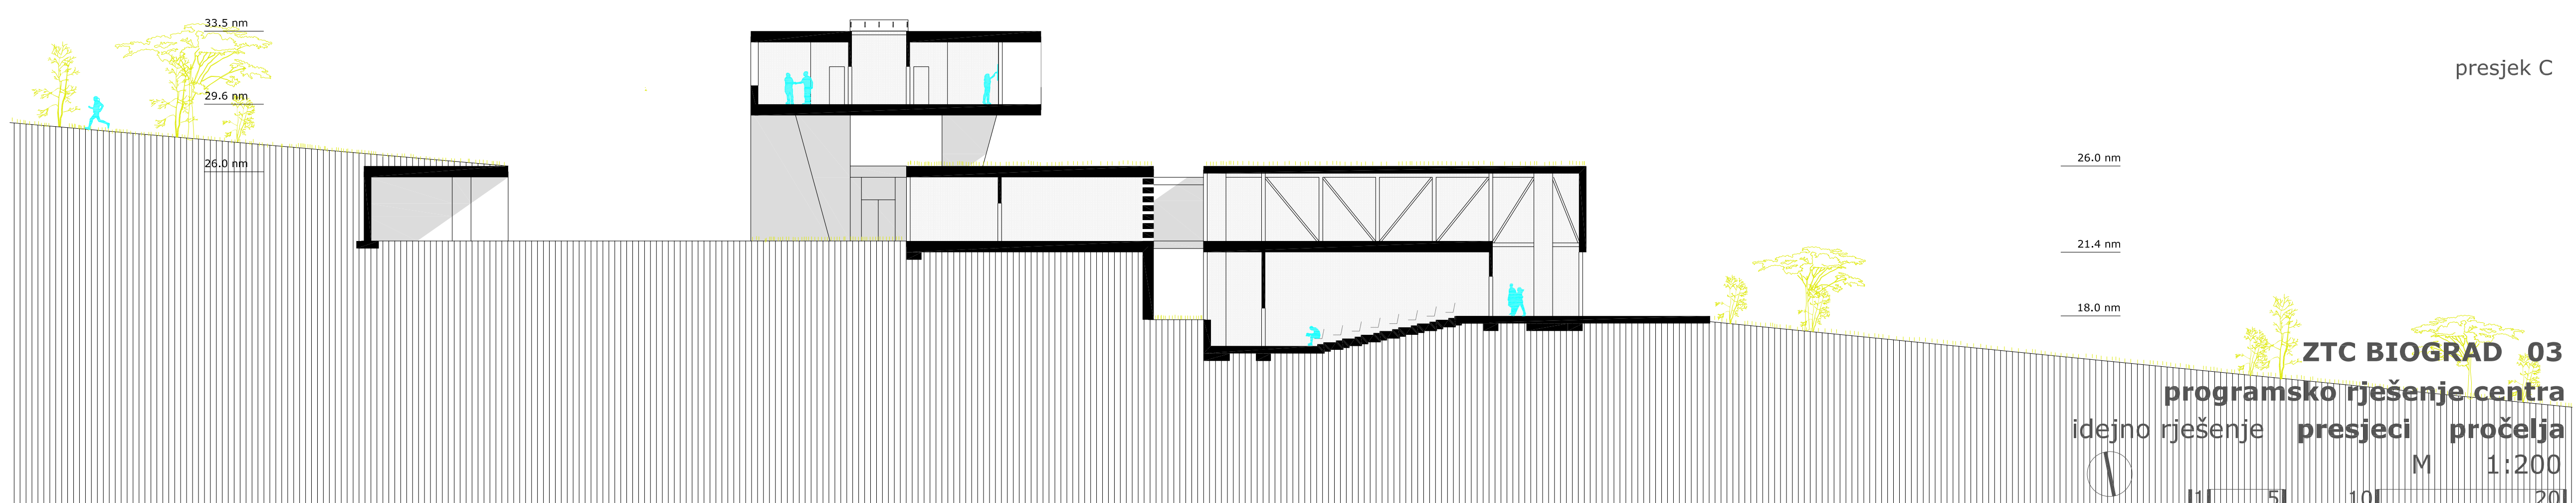 33.5 nm
29.6 nm
26.0 nm
presjek C
26.0 nm
21.4 nm
18.0 nm
ZTC BIOGRAD 03
programsko rješenje centra
idejno rješenje presjeci pročelja
M 1:200
1 5 10 20